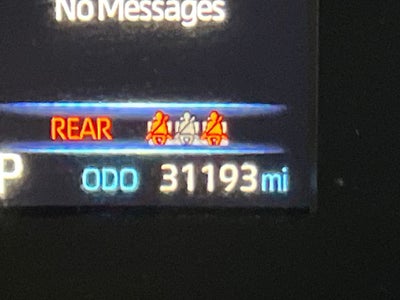 No Messages
REAR
P ODO 31193 mi